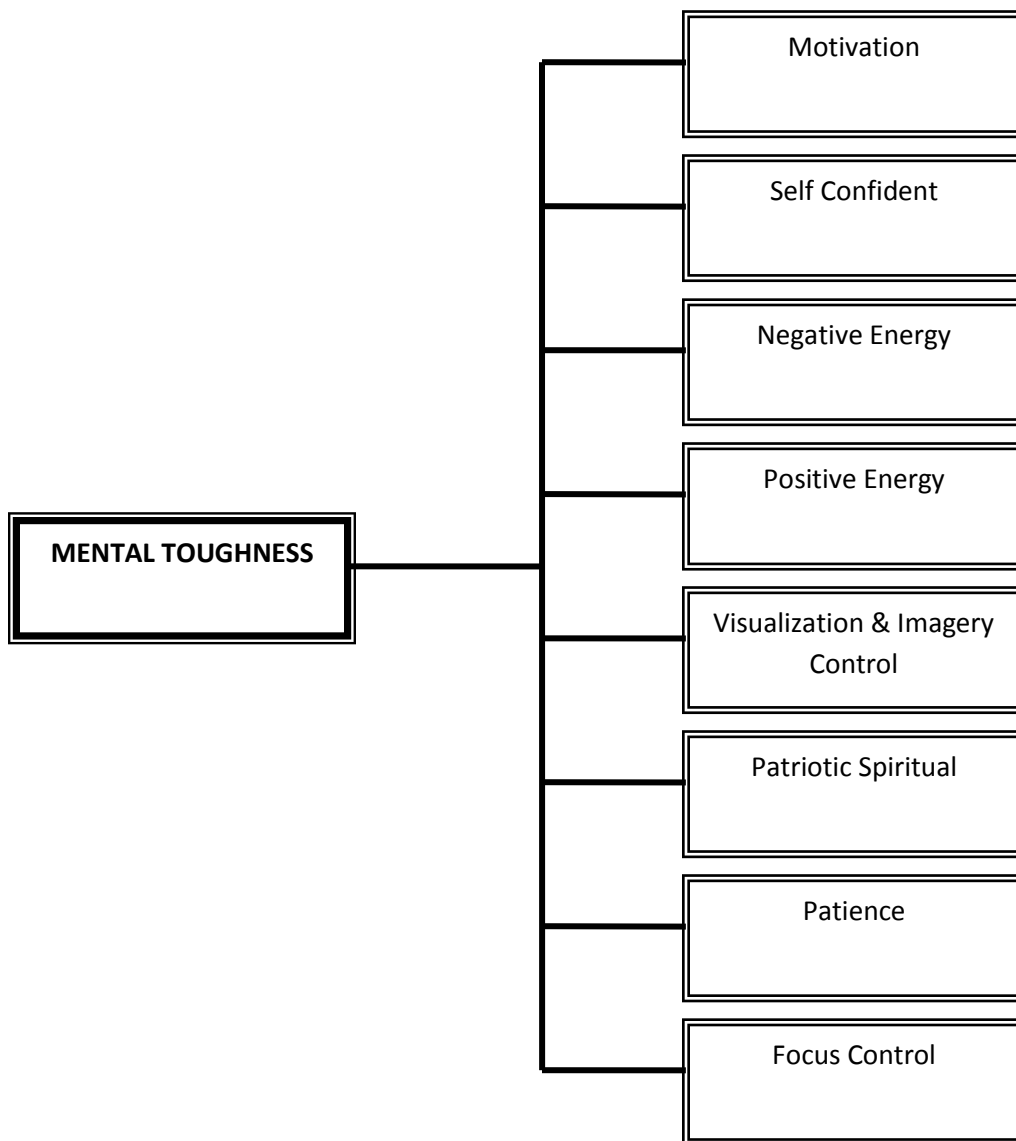 Motivation
Self Confident
Negative Energy
Positive Energy
MENTAL TOUGHNESS
Visualization & Imagery
Control
Patriotic Spiritual
Patience
Focus Control